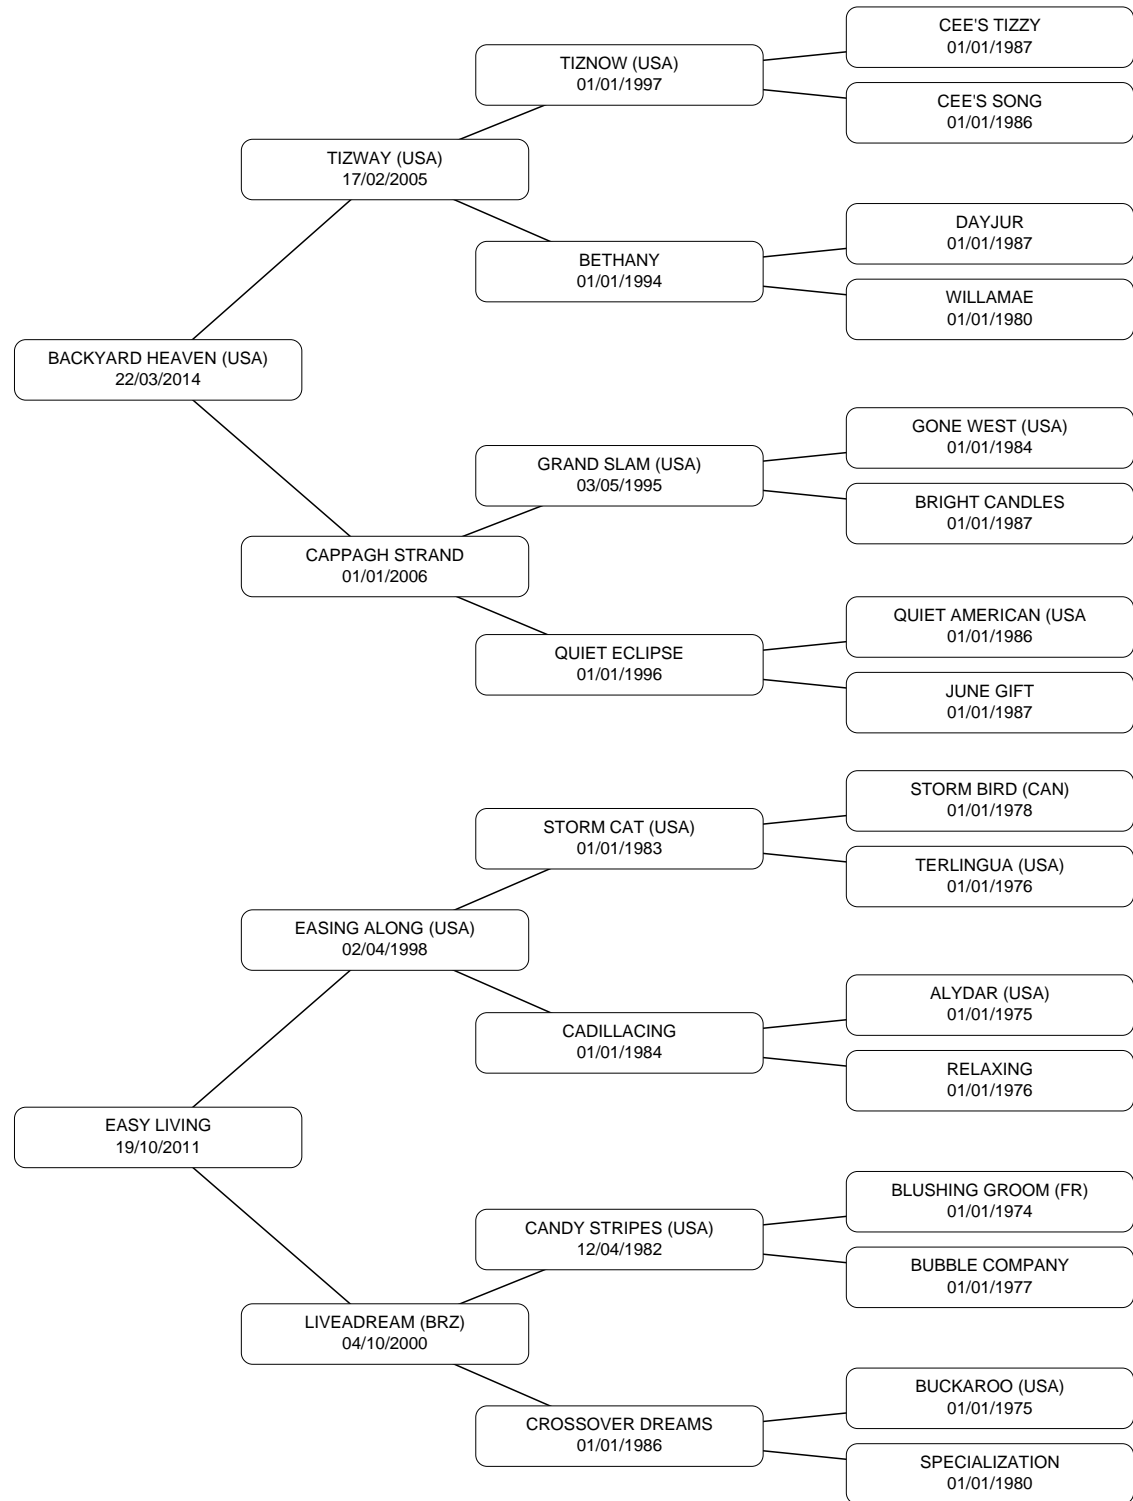 CEE'S TIZZY
01/01/1987
TIZNOW (USA)
01/01/1997
CEE'S SONG
01/01/1986
TIZWAY (USA)
17/02/2005
DAYJUR
01/01/1987
BETHANY
01/01/1994
WILLAMAE
01/01/1980
BACKYARD HEAVEN (USA)
22/03/2014
GONE WEST (USA)
01/01/1984
GRAND SLAM (USA)
03/05/1995
BRIGHT CANDLES
01/01/1987
CAPPAGH STRAND
01/01/2006
QUIET AMERICAN (USA
01/01/1986
QUIET ECLIPSE
01/01/1996
JUNE GIFT
01/01/1987
STORM BIRD (CAN)
01/01/1978
STORM CAT (USA)
01/01/1983
TERLINGUA (USA)
01/01/1976
EASING ALONG (USA)
02/04/1998
ALYDAR (USA)
01/01/1975
CADILLACING
01/01/1984
RELAXING
01/01/1976
EASY LIVING
19/10/2011
BLUSHING GROOM (FR)
01/01/1974
CANDY STRIPES (USA)
12/04/1982
BUBBLE COMPANY
01/01/1977
LIVEADREAM (BRZ)
04/10/2000
BUCKAROO (USA)
01/01/1975
CROSSOVER DREAMS
01/01/1986
SPECIALIZATION
01/01/1980